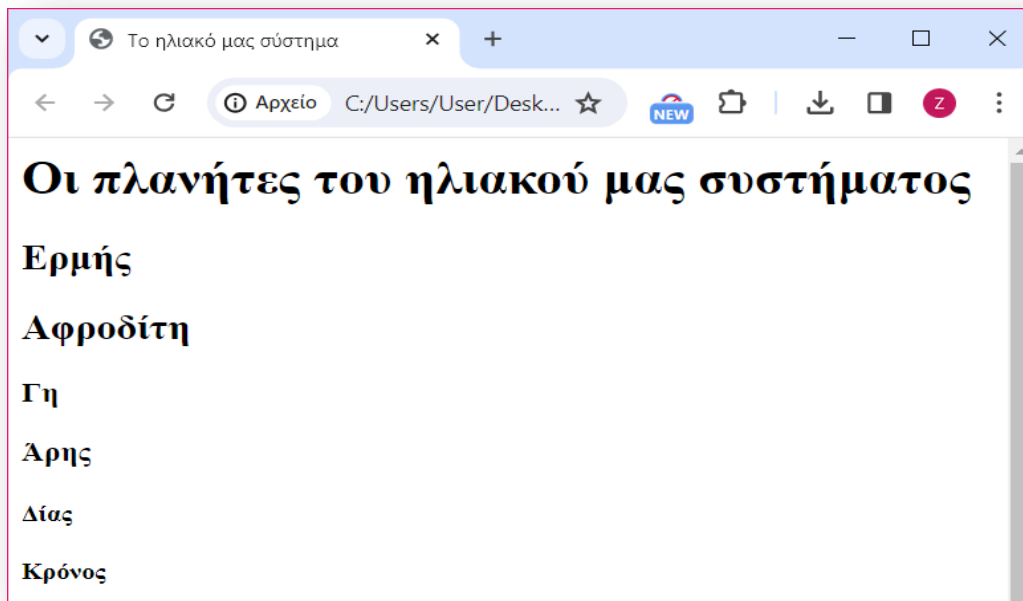 Το ηλιακό μας σύστημα
Αρχείο C:/Users/User/Desk...
NEW
Z
Οι πλανήτες του ηλιακού μας συστήματος
Ερμής
Αφροδίτη
Γη
Άρης
Δίας
Κρόνος